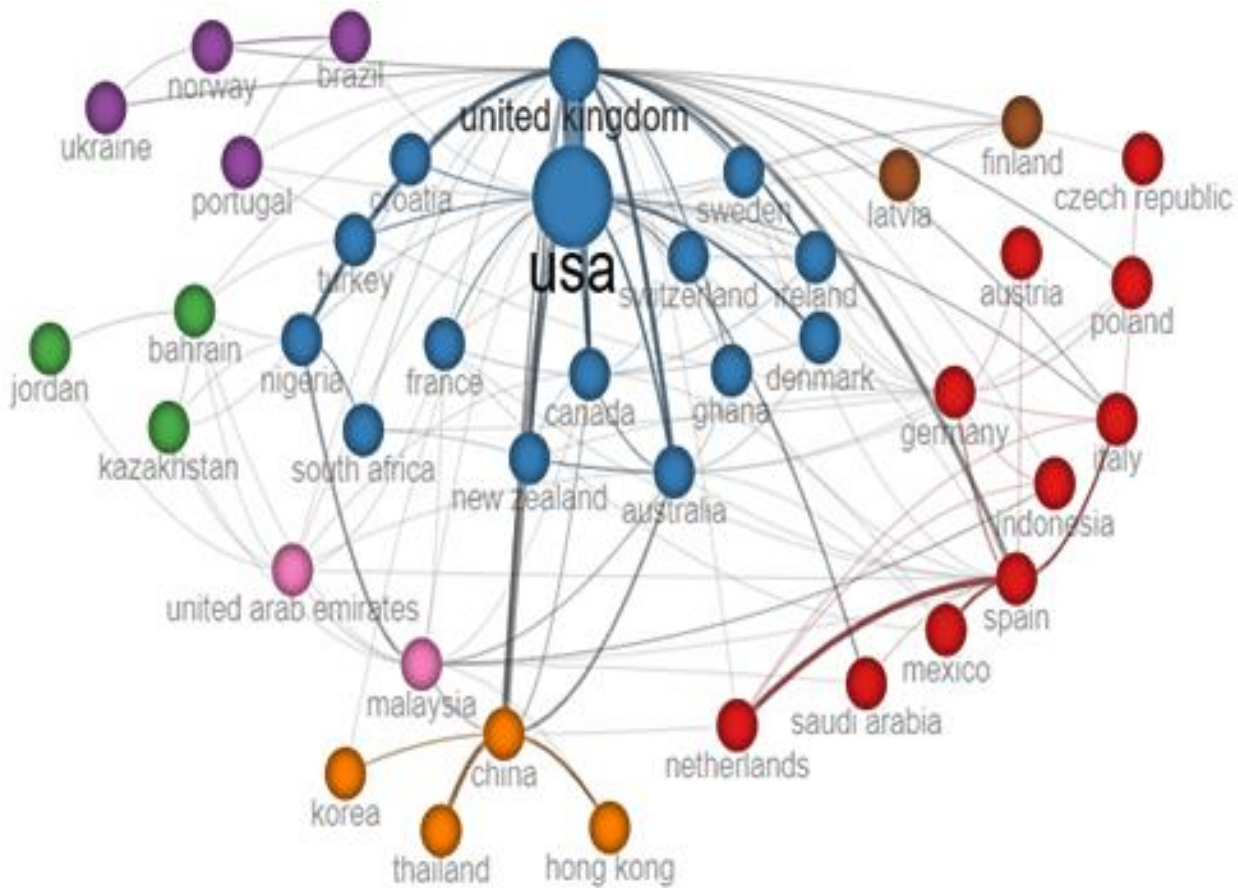 norway
brazil
ukraine
united kingdom
finland
czech republic
portugal
croatia
sweden
latvia
usa
turkey
switzerland
ireland
austria
poland
bahrain
jordan
nigeria
france
canada
ghana
denmark
germany
italy
kazakhstan
south africa
new zealand
australia
indonesia
united arab emirates
spain
malaysia
mexico
saudi arabia
netherlands
china
korea
thailand
hong kong